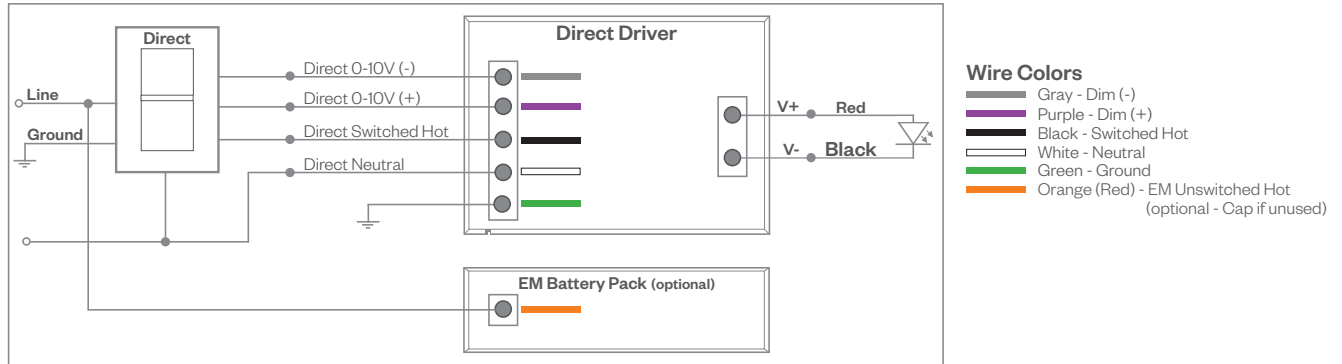 Direct
Line
Ground
Direct 0-10V (-)
Direct 0-10V (+)
Direct Switched Hot
Direct Neutral
Direct Driver
V+
Red
V-
Black
EM Battery Pack (optional)
Wire Colors
Gray - Dim (-)
Purple - Dim (+)
Black - Switched Hot
White - Neutral
Green - Ground
Orange (Red) - EM Unswitched Hot
(optional - Cap if unused)